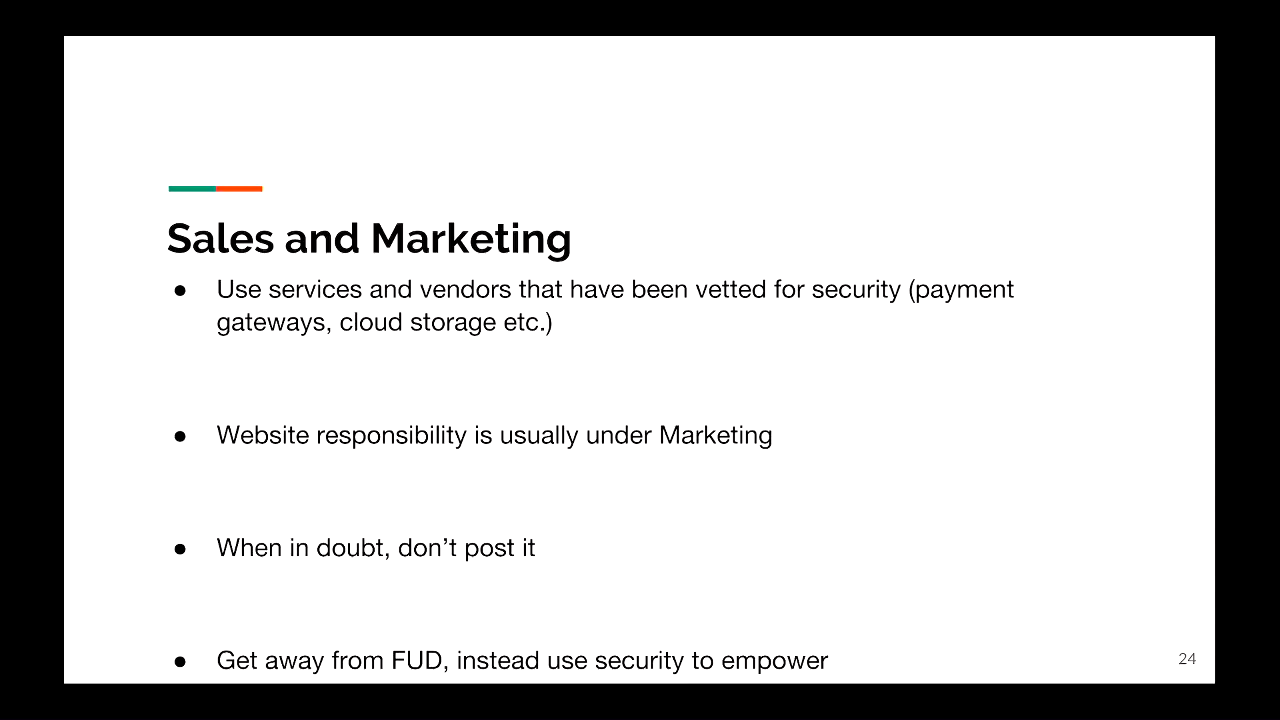 Sales and Marketing
● Use services and vendors that have been vetted for security (payment
gateways, cloud storage etc.)
● Website responsibility is usually under Marketing
● When in doubt, don’t post it
● Get away from FUD, instead use security to empower
24